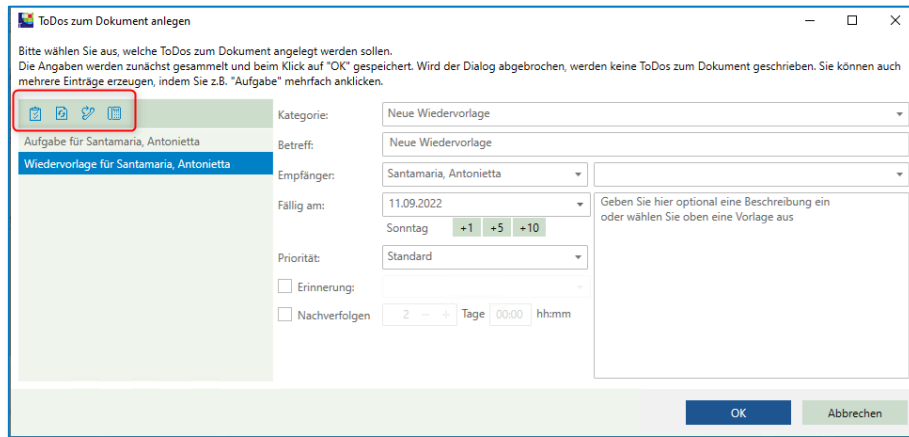 ToDos zum Dokument anlegen
Bitte wählen Sie aus, welche ToDos zum Dokument angelegt werden sollen.
Die Angaben werden zunächst gesammelt und beim Klick auf "OK" gespeichert. Wird der Dialog abgebrochen, werden keine ToDos zum Dokument geschrieben. Sie können auch
mehrere Einträge erzeugen, indem Sie z.B. "Aufgabe" mehrfach anklicken.
Aufgabe für Santamaria, Antonietta
Wiedervorlage für Santamaria, Antonietta
Kategorie: Neue Wiedervorlage
Betreff: Neue Wiedervorlage
Empfänger: Santamaria, Antonietta
Fällig am: 11.09.2022
Sonntag +1 +5 +10
Priorität: Standard
Erinnerung:
Nachverfolgen 2 − + Tage 00:00 hh:mm
Geben Sie hier optional eine Beschreibung ein
oder wählen Sie oben eine Vorlage aus
OK Abbrechen